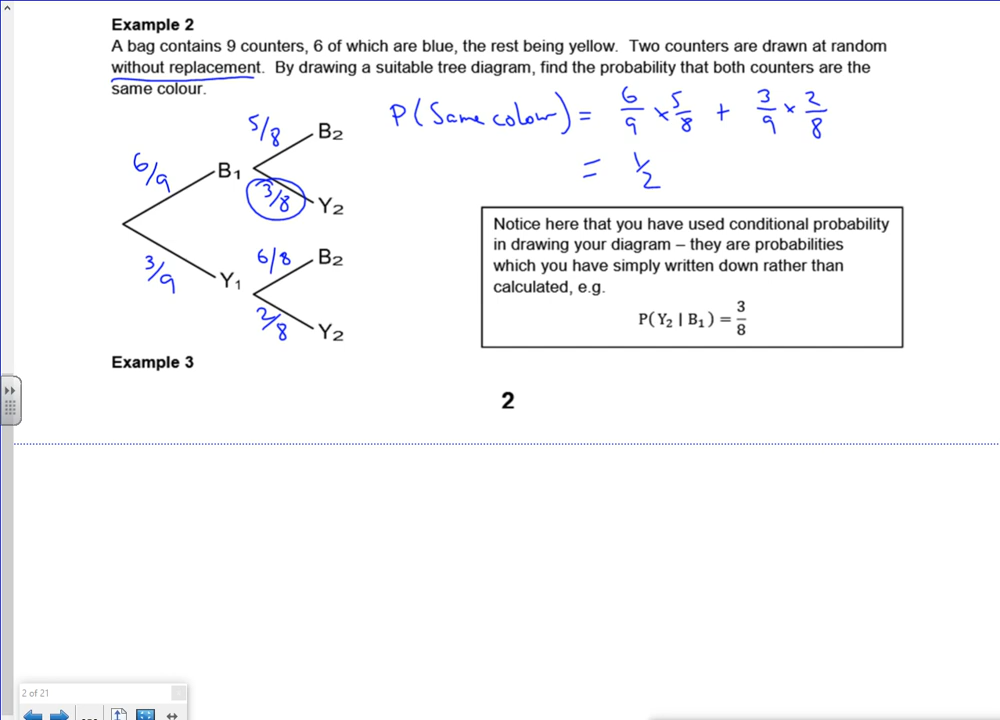 Example 2
A bag contains 9 counters, 6 of which are blue, the rest being yellow. Two counters are drawn at random
without replacement. By drawing a suitable tree diagram, find the probability that both counters are the
same colour.
P(Same colour) = 6/9 × 5/8 + 3/9 × 2/8
= 1/2
5/8 B2
6/9 B1
3/8 Y2
6/8 B2
3/9 Y1
2/8 Y2
Notice here that you have used conditional probability
in drawing your diagram – they are probabilities
which you have simply written down rather than
calculated, e.g.
P(Y2 | B1) = 3/8
Example 3
2
2 of 21